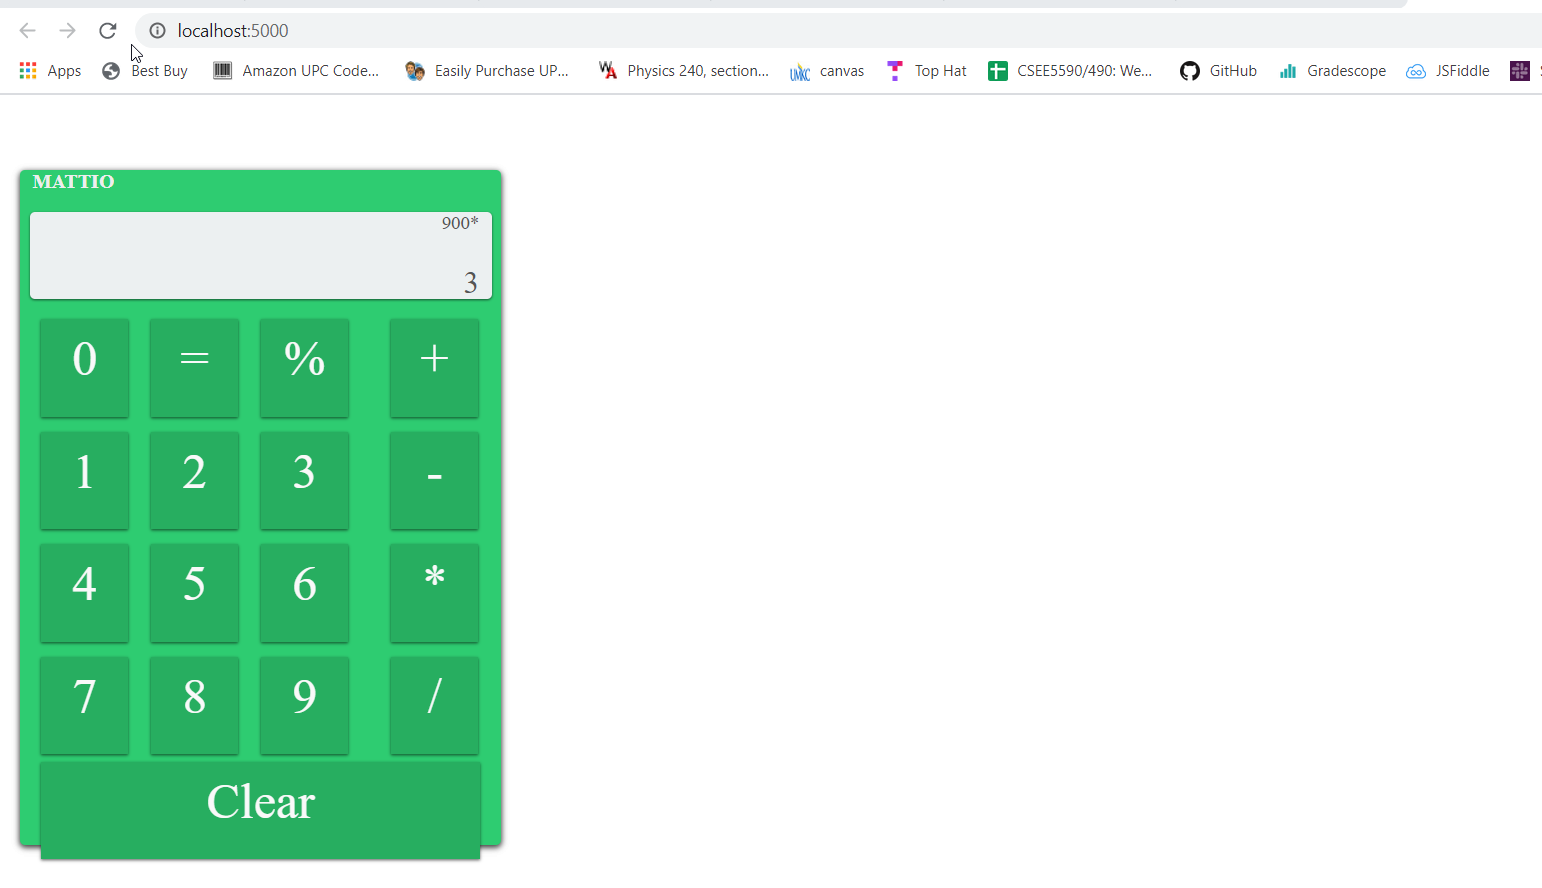 localhost:5000
Apps Best Buy Amazon UPC Code... Easily Purchase UP... Physics 240, section... UMKC canvas Top Hat CSEE5590/490: We... GitHub Gradescope JSFiddle
MATTIO
900*
3
0 = % +
1 2 3 -
4 5 6 *
7 8 9 /
Clear